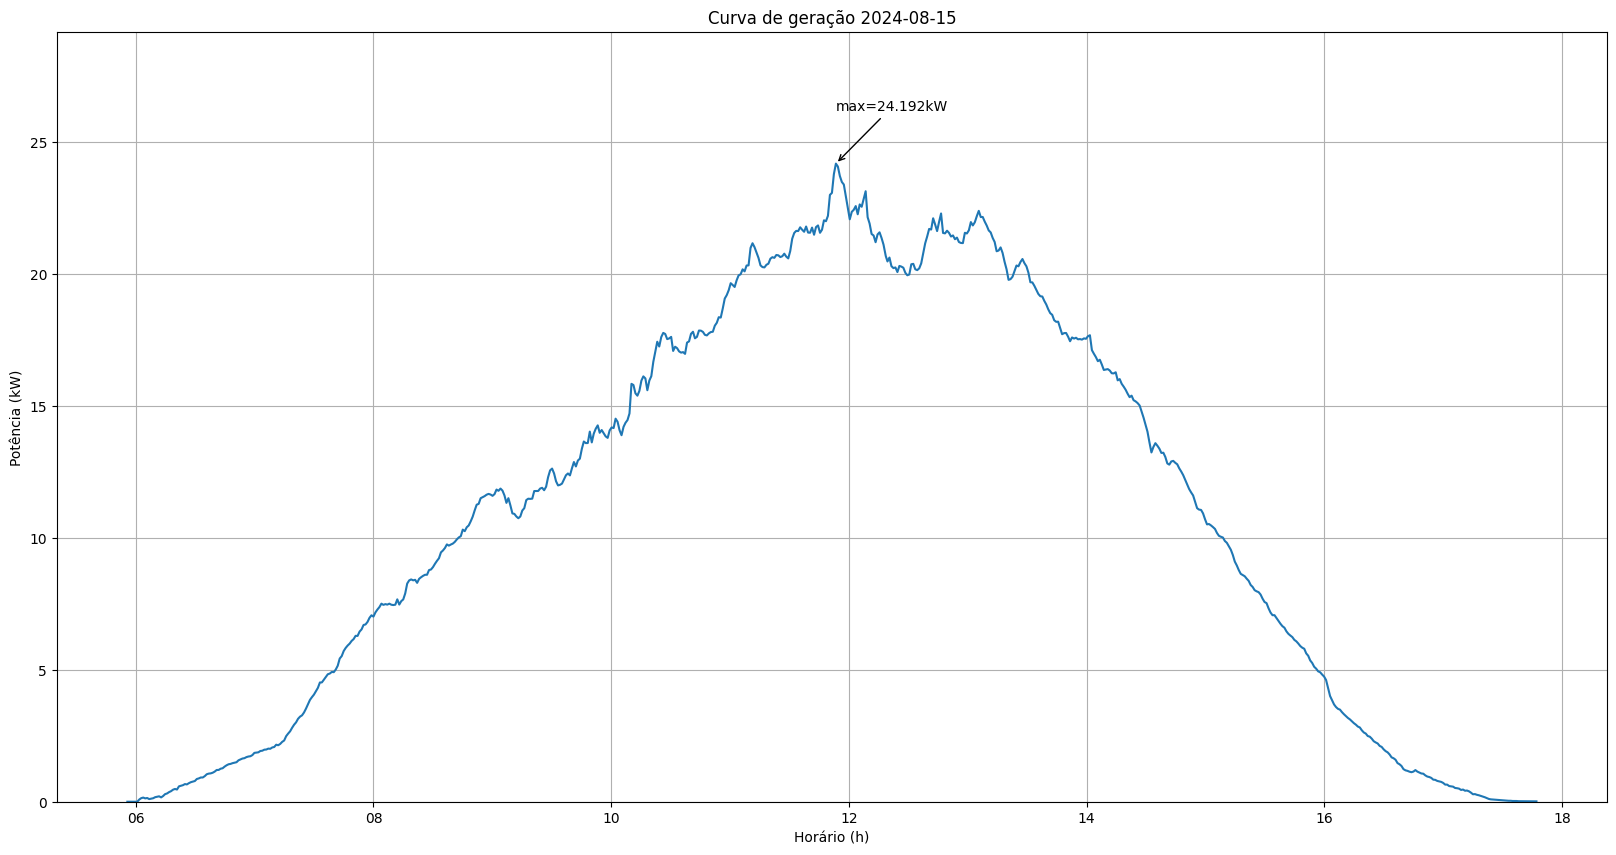 Curva de geração 2024-08-15
max=24.192kW
Potência (kW)
25
20
15
10
5
0
06 08 10 12 14 16 18
Horário (h)